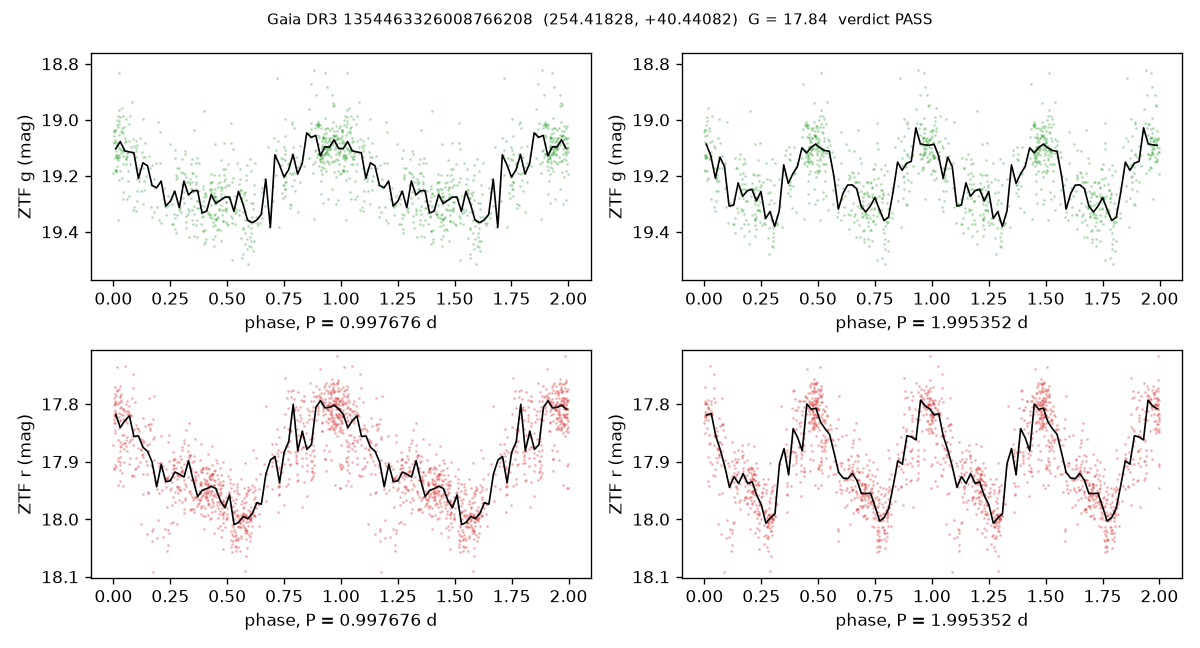 Gaia DR3 1354463326008766208 (254.41828, +40.44082) G = 17.84 verdict PASS
ZTF g (mag)
18.8
19.0
19.2
19.4
0.00 0.25 0.50 0.75 1.00 1.25 1.50 1.75 2.00
phase, P = 0.997676 d
ZTF g (mag)
18.8
19.0
19.2
19.4
0.00 0.25 0.50 0.75 1.00 1.25 1.50 1.75 2.00
phase, P = 1.995352 d
ZTF r (mag)
17.8
17.9
18.0
18.1
0.00 0.25 0.50 0.75 1.00 1.25 1.50 1.75 2.00
phase, P = 0.997676 d
ZTF r (mag)
17.8
17.9
18.0
18.1
0.00 0.25 0.50 0.75 1.00 1.25 1.50 1.75 2.00
phase, P = 1.995352 d